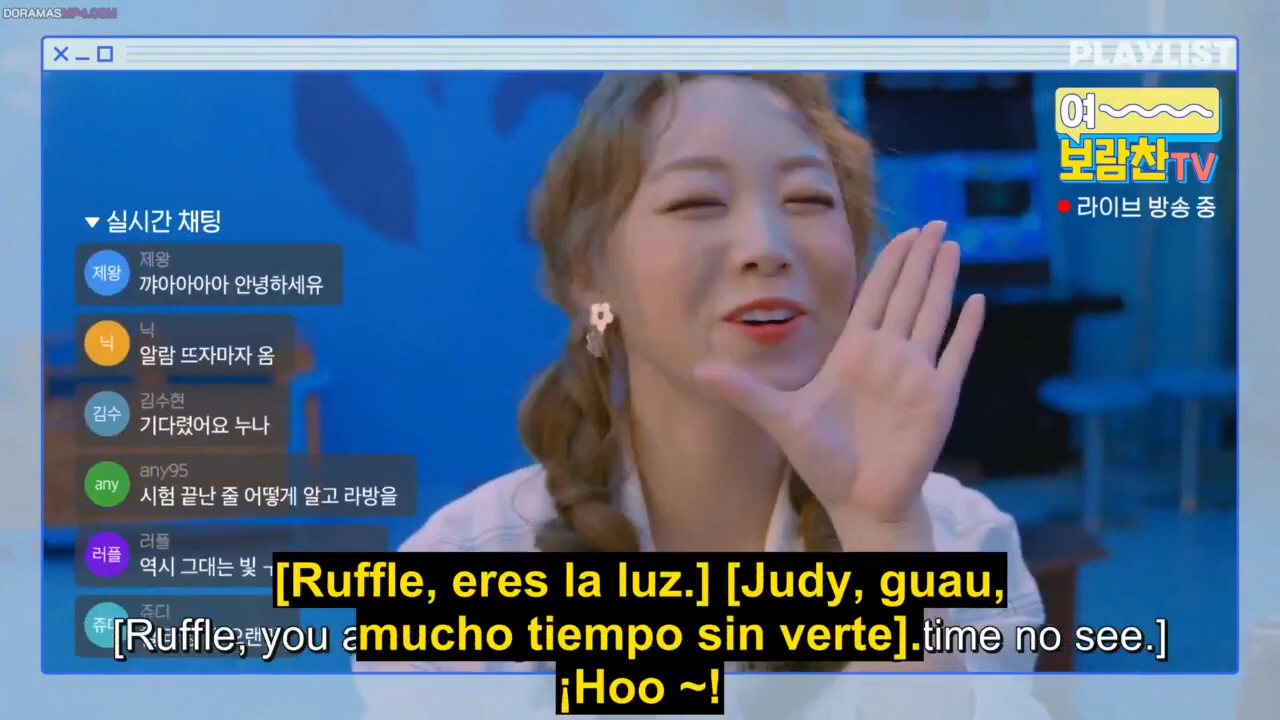 DORAMASMP4.COM
PLAYLIST
여
보람찬TV
라이브 방송 중
▼ 실시간 채팅
제왕
제왕
꺄아아아아 안녕하세유
닉
닉
알람 뜨자마자 옴
김수
김수현
기다렸어요 누나
any
any95
시험 끝난 줄 어떻게 알고 라방을
러플
러플
역시 그대는 빛
쥬디
[Ruffle, eres la luz.] [Judy, guau,
mucho tiempo sin verte].
[Ruffle, you
time no see.]
¡Hoo ~!